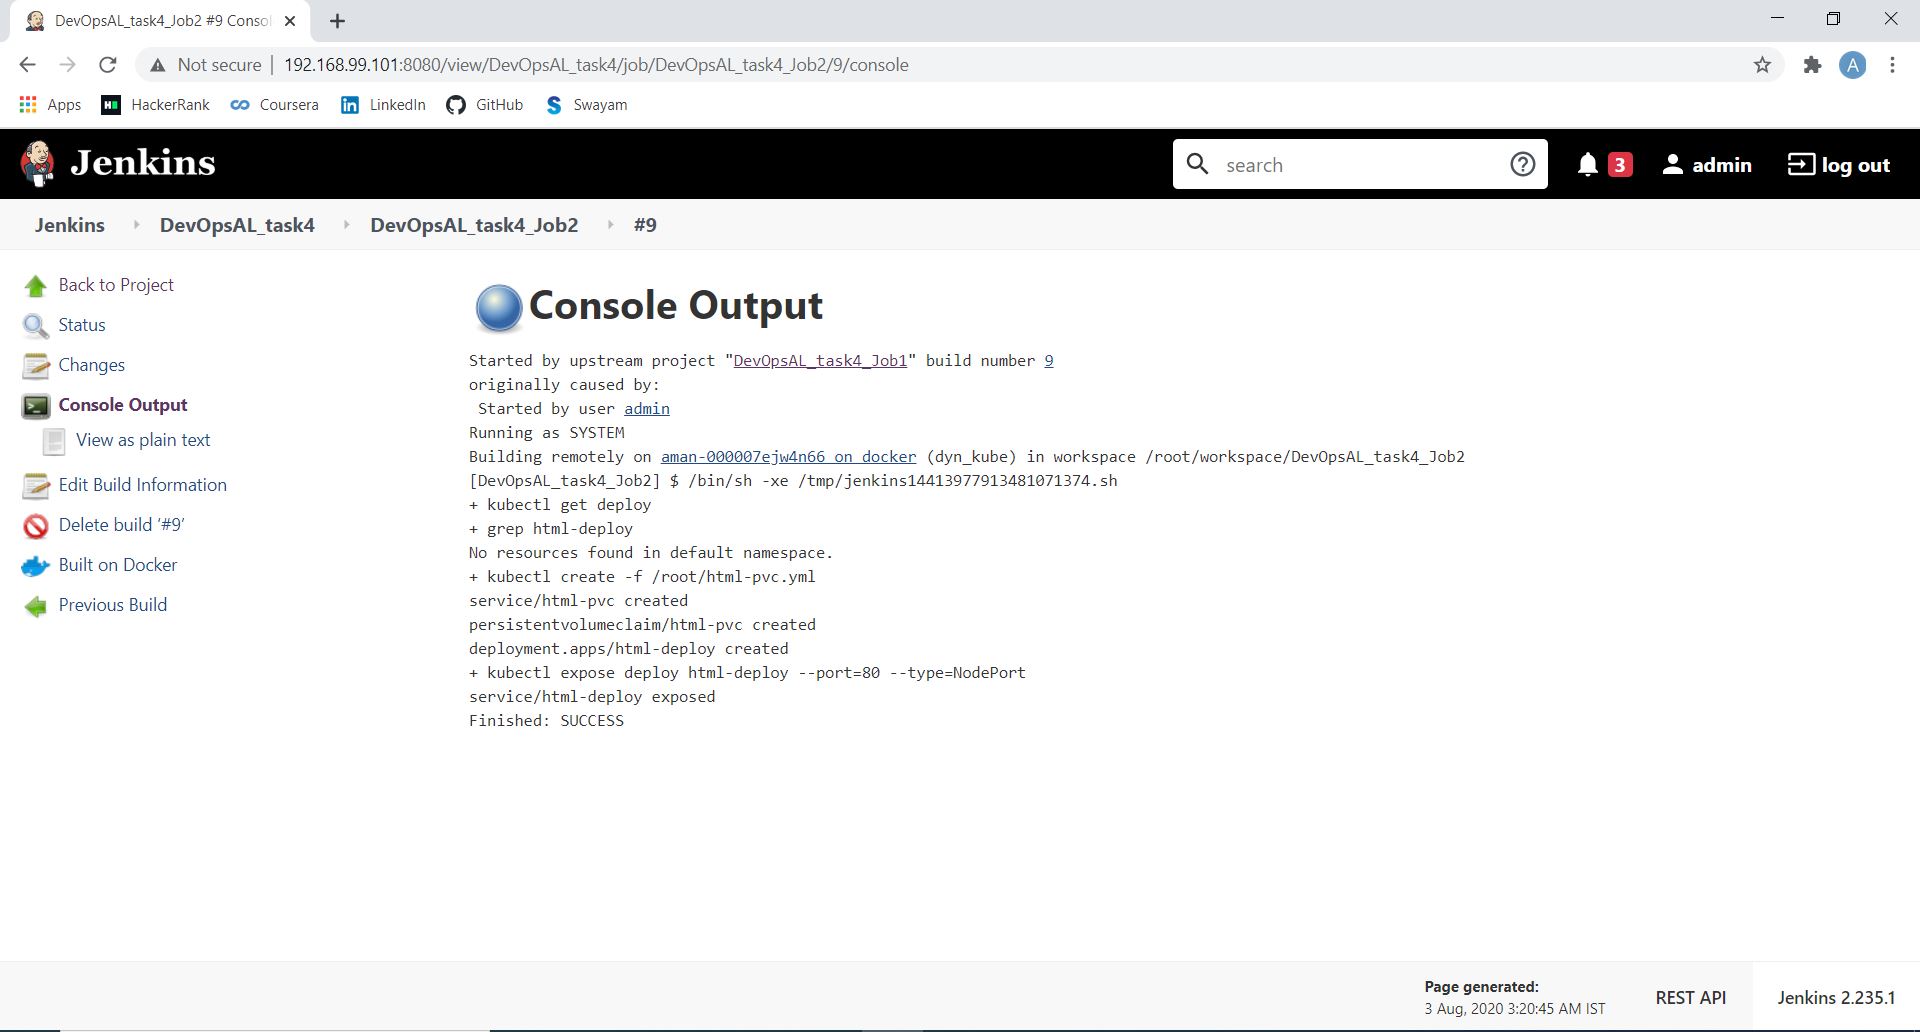 DevOpsAL_task4_Job2 #9 Consol
Not secure | 192.168.99.101:8080/view/DevOpsAL_task4/job/DevOpsAL_task4_Job2/9/console
A
Apps HackerRank Coursera LinkedIn GitHub Swayam
Jenkins search 3 admin log out
Jenkins DevOpsAL_task4 DevOpsAL_task4_Job2 #9
Back to Project
Status
Changes
Console Output
View as plain text
Edit Build Information
Delete build ‘#9’
Built on Docker
Previous Build
Console Output
Started by upstream project "DevOpsAL_task4_Job1" build number 9
originally caused by:
Started by user admin
Running as SYSTEM
Building remotely on aman-000007ejw4n66 on docker (dyn_kube) in workspace /root/workspace/DevOpsAL_task4_Job2
[DevOpsAL_task4_Job2] $ /bin/sh -xe /tmp/jenkins14413977913481071374.sh
+ kubectl get deploy
+ grep html-deploy
No resources found in default namespace.
+ kubectl create -f /root/html-pvc.yml
service/html-pvc created
persistentvolumeclaim/html-pvc created
deployment.apps/html-deploy created
+ kubectl expose deploy html-deploy --port=80 --type=NodePort
service/html-deploy exposed
Finished: SUCCESS
Page generated:
3 Aug, 2020 3:20:45 AM IST
REST API
Jenkins 2.235.1